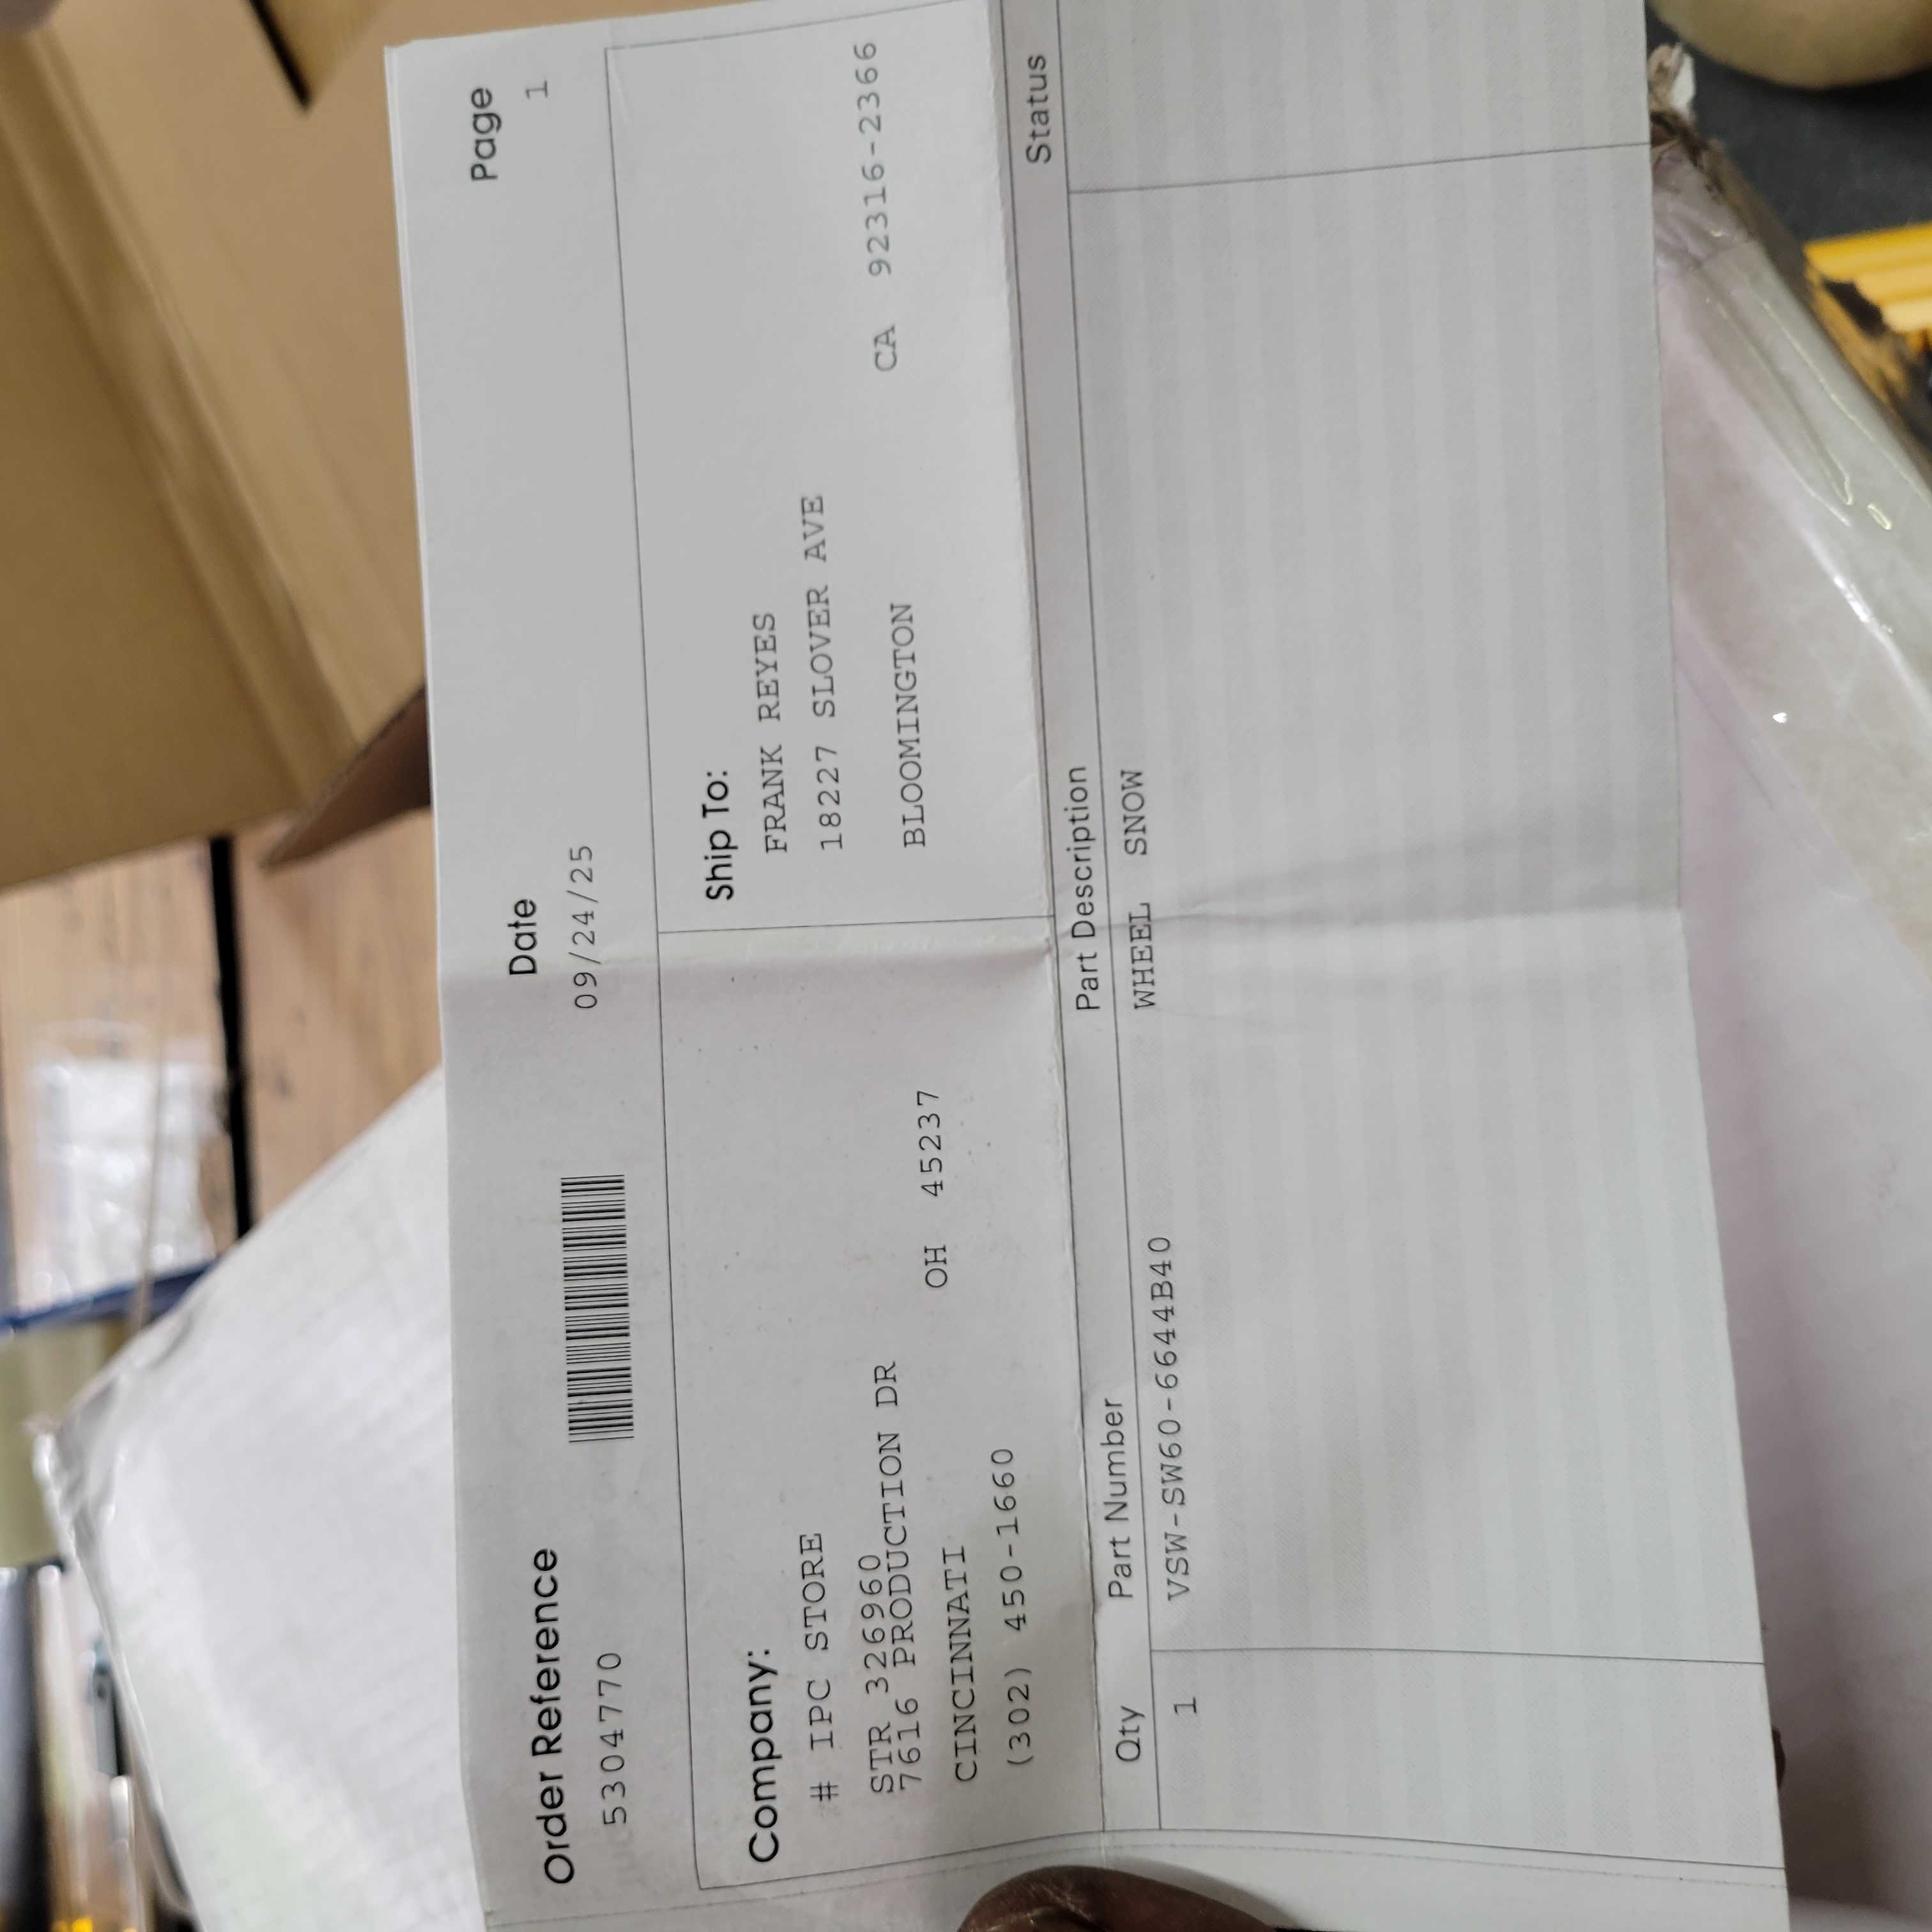 Order Reference Date Page
5304770 09/24/25 1
Company:
# IPC STORE
STR 326960
7616 PRODUCTION DR
CINCINNATI OH 45237
(302) 450-1660
Ship To:
FRANK REYES
18227 SLOVER AVE
BLOOMINGTON CA 92316-2366
Qty Part Number Part Description Status
1 VSW-SW60-6644B40 WHEEL SNOW